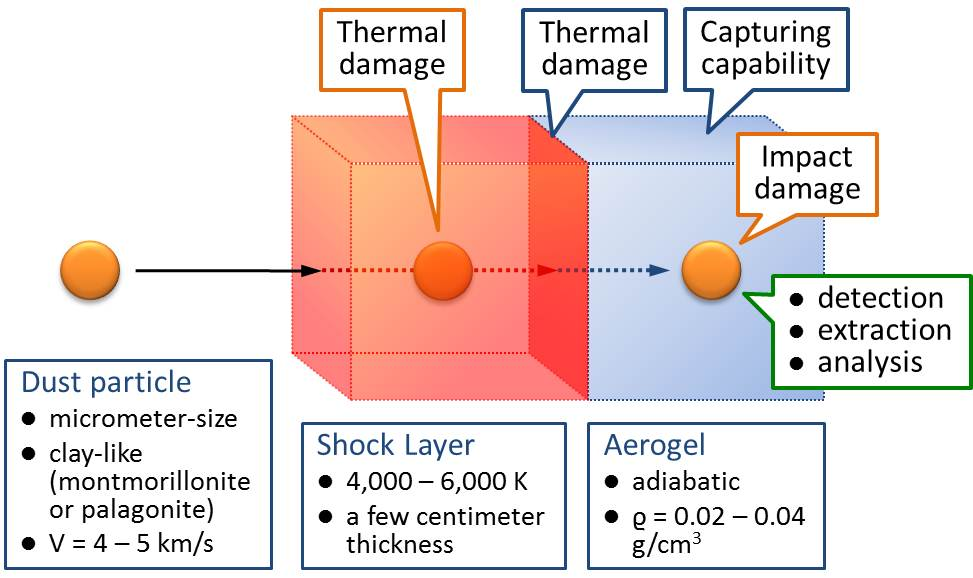 Thermal
damage
Thermal
damage
Capturing
capability
Impact
damage
● detection
● extraction
● analysis
Dust particle
● micrometer-size
● clay-like
(montmorillonite
or palagonite)
● V = 4 – 5 km/s
Shock Layer
● 4,000 – 6,000 K
● a few centimeter
thickness
Aerogel
● adiabatic
● ϱ = 0.02 – 0.04
g/cm³